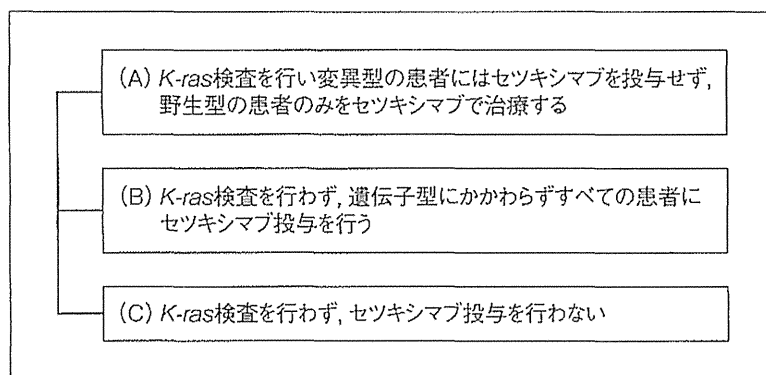 (A) K-ras検査を行い変異型の患者にはセツキシマブを投与せず,
野生型の患者のみをセツキシマブで治療する
(B) K-ras検査を行わず, 遺伝子型にかかわらずすべての患者に
セツキシマブ投与を行う
(C) K-ras検査を行わず, セツキシマブ投与を行わない